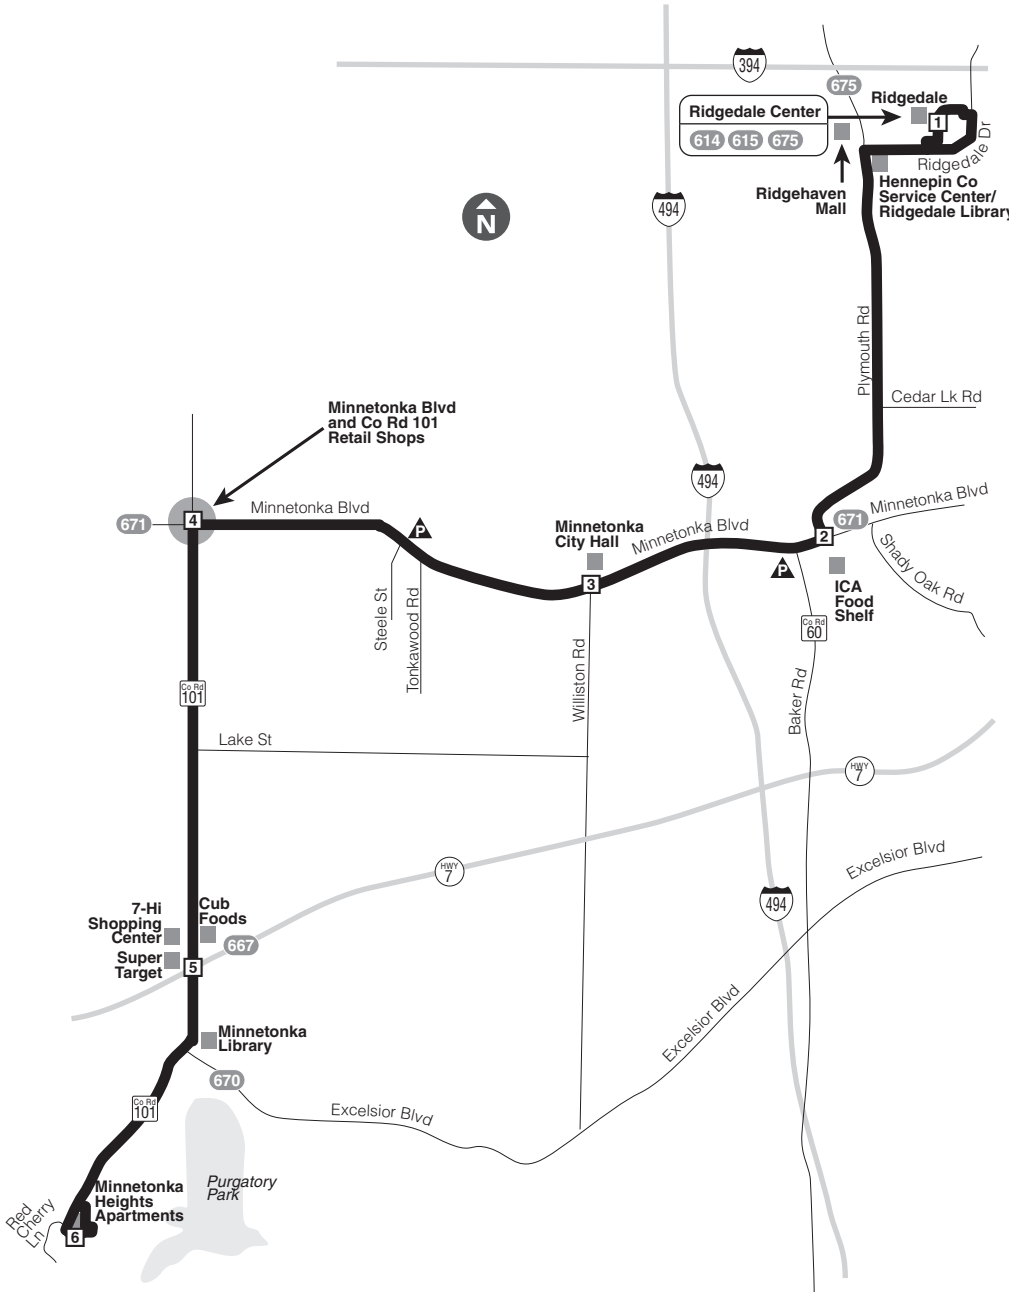 394
675
Ridgedale
Ridgedale Center
1
614 615 675
Ridgedale Dr
Ridgehaven
Mall
Hennepin Co
Service Center/
Ridgedale Library
494
N
Plymouth Rd
Cedar Lk Rd
Minnetonka Blvd
and Co Rd 101
Retail Shops
494
Minnetonka Blvd
671
4
Minnetonka Blvd
P
Minnetonka
City Hall
Minnetonka Blvd
671
2
3
P
ICA
Food
Shelf
Shady Oak Rd
Steele St
Tonkawood Rd
Co Rd
60
Williston Rd
Baker Rd
Co Rd
101
Lake St
HWY
7
HWY
7
Excelsior Blvd
494
7-Hi
Shopping
Center
Cub
Foods
667
Super
Target
5
Minnetonka
Library
Excelsior Blvd
670
Co Rd
101
Excelsior Blvd
Purgatory
Park
Minnetonka
Heights
Apartments
Red
Cherry
Ln
6